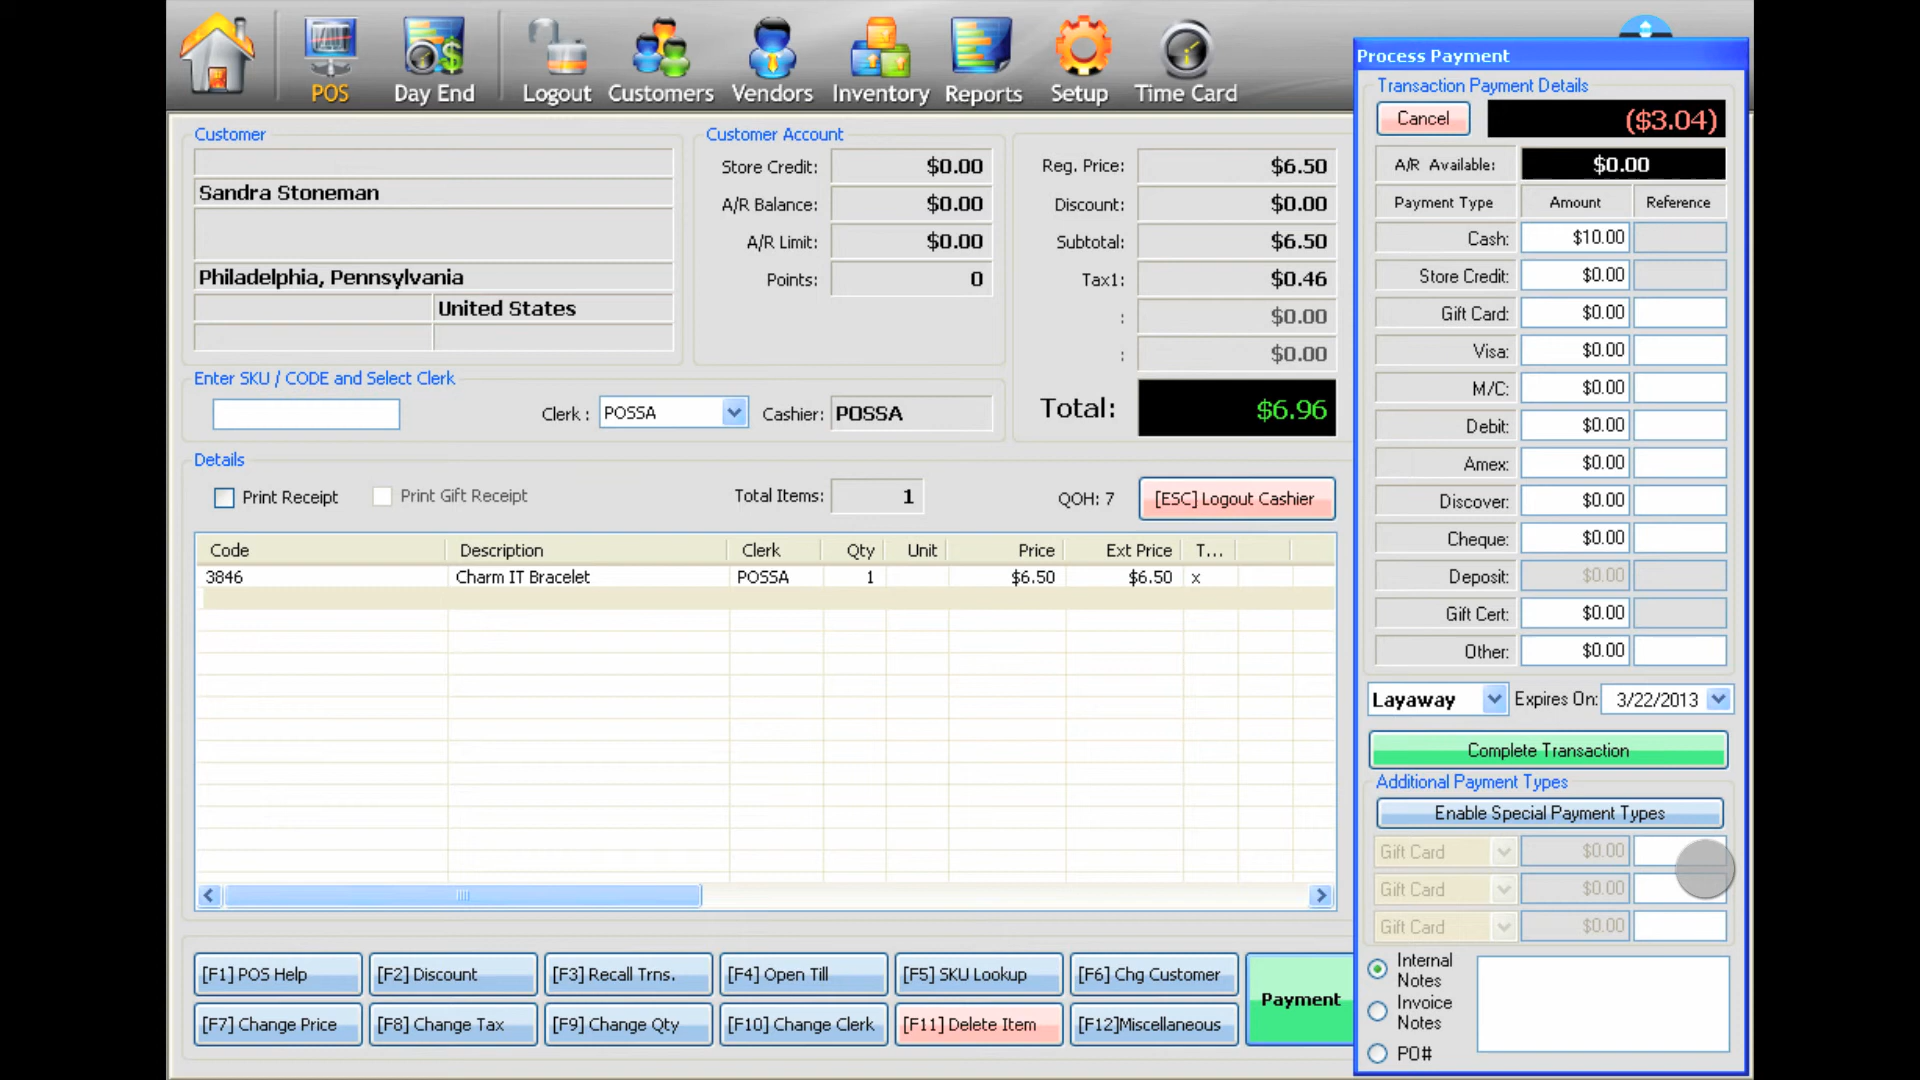 POS
Day End
Logout
Customers
Vendors
Inventory
Reports
Setup
Time Card
Customer
Sandra Stoneman
Philadelphia, Pennsylvania
United States
Customer Account
Store Credit: $0.00
A/R Balance: $0.00
A/R Limit: $0.00
Points: 0
Reg. Price: $6.50
Discount: $0.00
Subtotal: $6.50
Tax1: $0.46
: $0.00
: $0.00
Total: $6.96
Enter SKU / CODE and Select Clerk
Clerk : POSSA Cashier: POSSA
Details
Print Receipt Print Gift Receipt Total Items: 1 QOH: 7 [ESC] Logout Cashier
Code Description Clerk Qty Unit Price Ext Price T...
3846 Charm IT Bracelet POSSA 1 $6.50 $6.50 x
[F1] POS Help [F2] Discount [F3] Recall Trns. [F4] Open Till [F5] SKU Lookup [F6] Chg Customer
[F7] Change Price [F8] Change Tax [F9] Change Qty [F10] Change Clerk [F11] Delete Item [F12]Miscellaneous
Payment
Process Payment
Transaction Payment Details
Cancel ($3.04)
A/R Available: $0.00
Payment Type Amount Reference
Cash: $10.00
Store Credit: $0.00
Gift Card: $0.00
Visa: $0.00
M/C: $0.00
Debit: $0.00
Amex: $0.00
Discover: $0.00
Cheque: $0.00
Deposit: $0.00
Gift Cert: $0.00
Other: $0.00
Layaway Expires On: 3/22/2013
Complete Transaction
Additional Payment Types
Enable Special Payment Types
Gift Card $0.00
Gift Card $0.00
Gift Card $0.00
Internal
Notes
Invoice
Notes
PO#